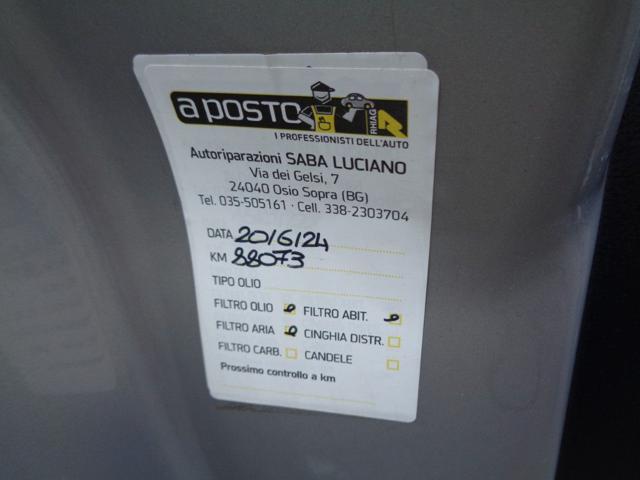 a POSTO
RHIAG
I PROFESSIONISTI DELL'AUTO
Autoriparazioni SABA LUCIANO
Via dei Gelsi, 7
24040 Osio Sopra (BG)
Tel. 035-505161 · Cell. 338-2303704
DATA 20/6/24
KM 88073
TIPO OLIO
FILTRO OLIO FILTRO ABIT.
FILTRO ARIA CINGHIA DISTR.
FILTRO CARB. CANDELE
Prossimo controllo a km